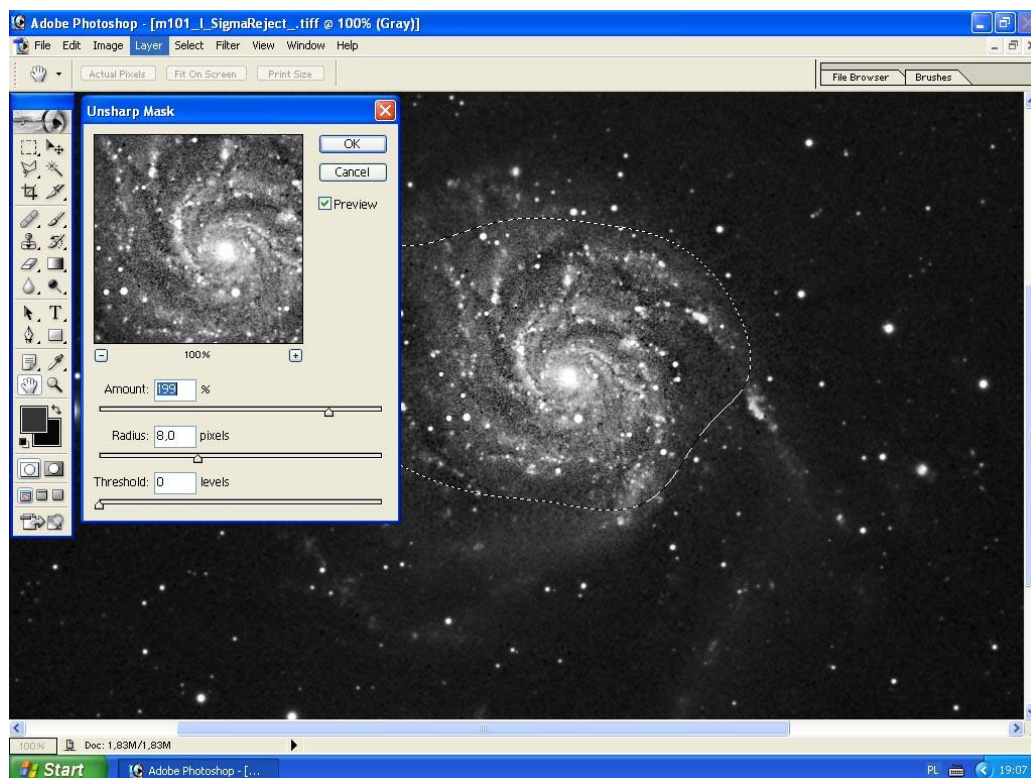 Adobe Photoshop - [m101_l_SigmaReject_.tiff @ 100% (Gray)]
File Edit Image Layer Select Filter View Window Help
Actual Pixels Fit On Screen Print Size File Browser Brushes
Unsharp Mask
OK
Cancel
Preview
100%
Amount: 199 %
Radius: 8,0 pixels
Threshold: 0 levels
100% Doc: 1,83M/1,83M
Start Adobe Photoshop - [... PL 19:07